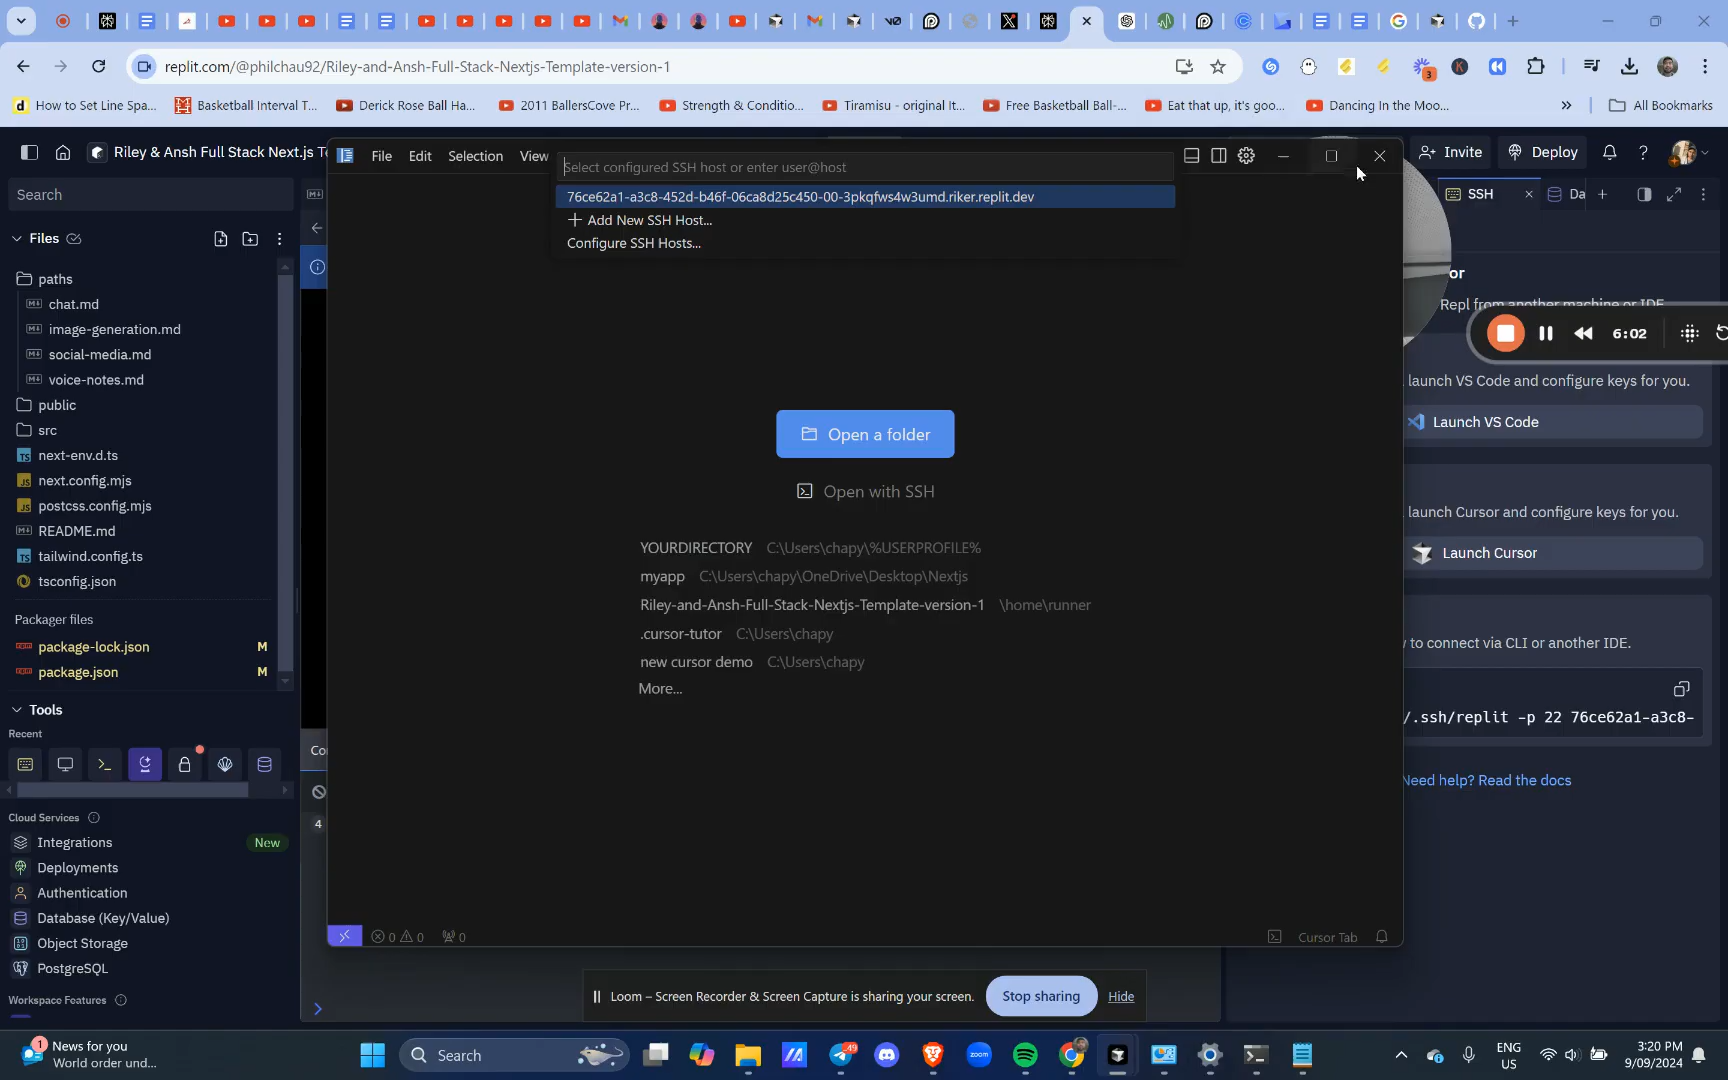 replit.com/@philchau92/Riley-and-Ansh-Full-Stack-Nextjs-Template-version-1
3
How to Set Line Spa...
Basketball Interval T...
Derick Rose Ball Ha...
2011 BallersCove Pr...
Strength & Conditio...
Tiramisu - original It...
Free Basketball Ball-...
Eat that up, it's goo...
Dancing In the Moo...
All Bookmarks
Riley & Ansh Full Stack Next.js Te
Invite
Deploy
File Edit Selection View
Select configured SSH host or enter user@host
76ce62a1-a3c8-452d-b46f-06ca8d25c450-00-3pkqfws4w3umd.riker.replit.dev
Add New SSH Host...
Configure SSH Hosts...
Search
SSH
Da
Files
paths
chat.md
image-generation.md
social-media.md
voice-notes.md
public
src
next-env.d.ts
next.config.mjs
postcss.config.mjs
README.md
tailwind.config.ts
tsconfig.json
Packager files
package-lock.json M
package.json M
Tools
Recent
Cloud Services
Integrations New
Deployments
Authentication
Database (Key/Value)
Object Storage
PostgreSQL
Workspace Features
Co
4
Open a folder
Open with SSH
YOURDIRECTORY C:\Users\chapy\%USERPROFILE%
myapp C:\Users\chapy\OneDrive\Desktop\Nextjs
Riley-and-Ansh-Full-Stack-Nextjs-Template-version-1 \home\runner
.cursor-tutor C:\Users\chapy
new cursor demo C:\Users\chapy
More...
0 0 0
Cursor Tab
or
Repl from another machine or IDE
6:02
launch VS Code and configure keys for you.
Launch VS Code
launch Cursor and configure keys for you.
Launch Cursor
to connect via CLI or another IDE.
/.ssh/replit -p 22 76ce62a1-a3c8-
Need help? Read the docs
Loom – Screen Recorder & Screen Capture is sharing your screen.
Stop sharing
Hide
1
News for you
World order und...
Search
49
zoom
ENG
US
3:20 PM
9/09/2024